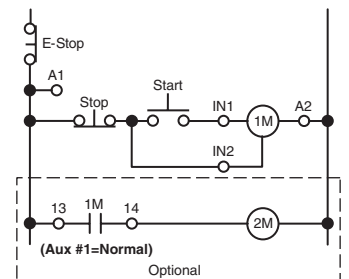 E-Stop
A1
Stop
Start
IN1
1M
A2
IN2
13
1M
14
2M
(Aux #1=Normal)
Optional